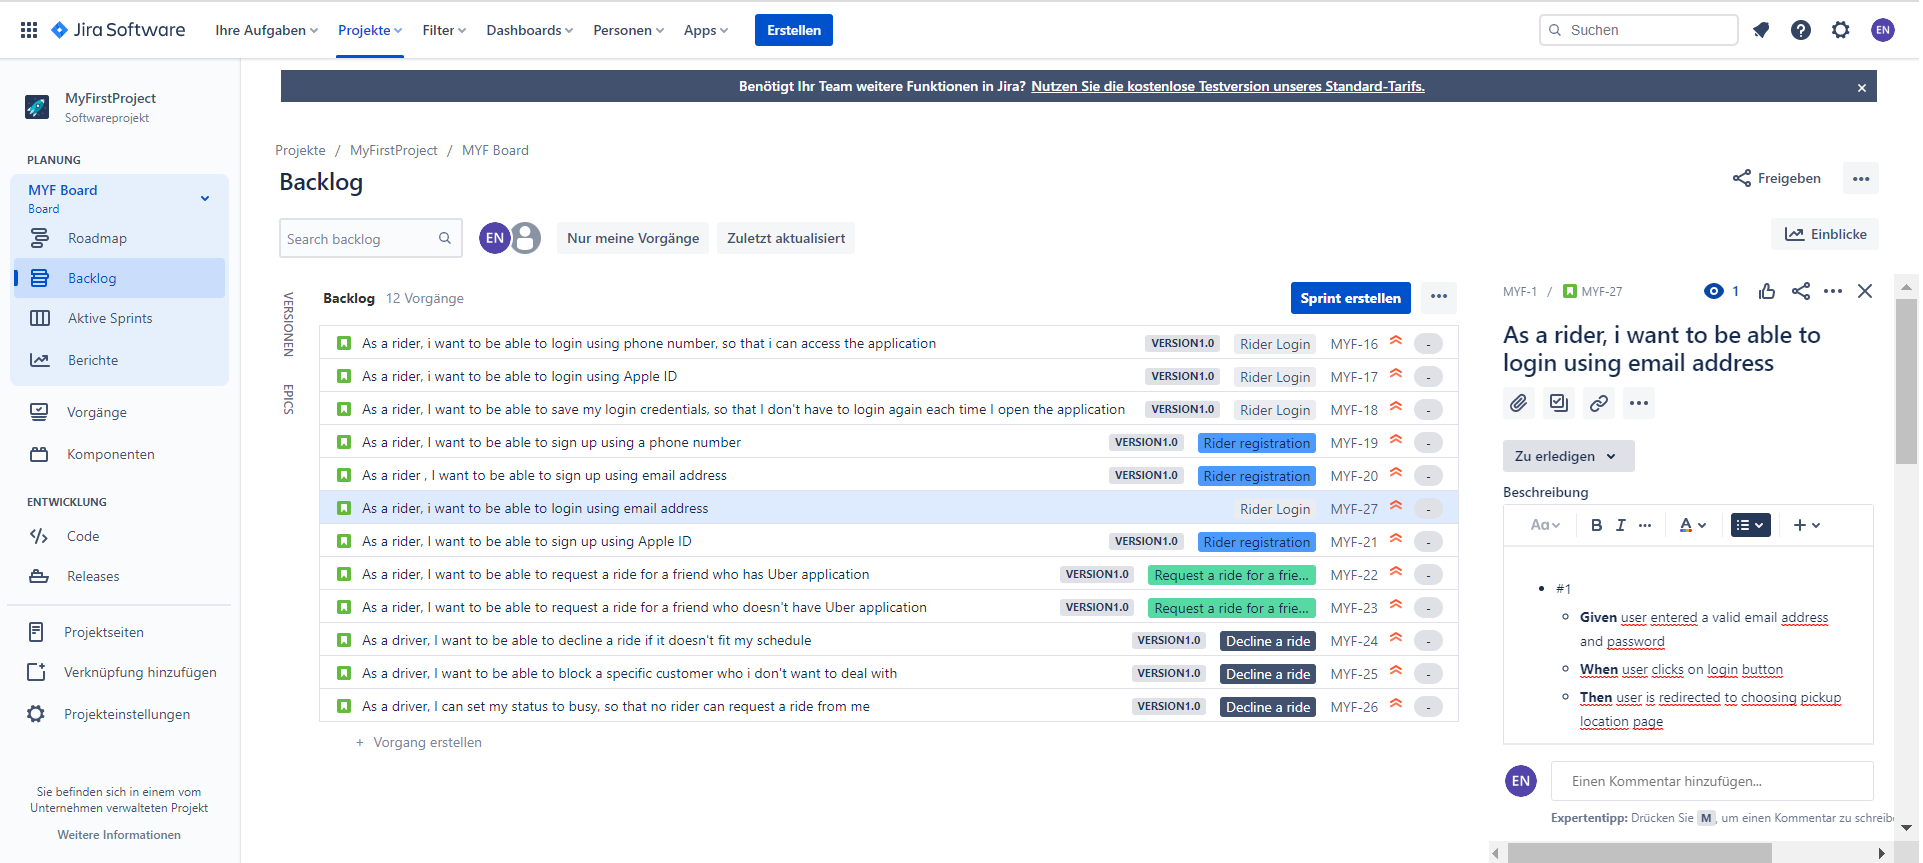 Jira Software
Ihre Aufgaben
Projekte
Filter
Dashboards
Personen
Apps
Erstellen
Suchen
EN
Benötigt Ihr Team weitere Funktionen in Jira? Nutzen Sie die kostenlose Testversion unseres Standard-Tarifs.
MyFirstProject
Softwareprojekt
PLANUNG
MYF Board
Board
Roadmap
Backlog
Aktive Sprints
Berichte
Vorgänge
Komponenten
ENTWICKLUNG
Code
Releases
Projektseiten
Verknüpfung hinzufügen
Projekteinstellungen
Sie befinden sich in einem vom
Unternehmen verwalteten Projekt
Weitere Informationen
Projekte / MyFirstProject / MYF Board
Backlog
Freigeben
Search backlog
EN
Nur meine Vorgänge
Zuletzt aktualisiert
Einblicke
VERSIONEN
EPICS
Backlog 12 Vorgänge
Sprint erstellen
As a rider, i want to be able to login using phone number, so that i can access the application VERSION1.0 Rider Login MYF-16 -
As a rider, i want to be able to login using Apple ID VERSION1.0 Rider Login MYF-17 -
As a rider, I want to be able to save my login credentials, so that I don't have to login again each time I open the application VERSION1.0 Rider Login MYF-18 -
As a rider, I want to be able to sign up using a phone number VERSION1.0 Rider registration MYF-19 -
As a rider , I want to be able to sign up using email address VERSION1.0 Rider registration MYF-20 -
As a rider, i want to be able to login using email address Rider Login MYF-27 -
As a rider, I want to be able to sign up using Apple ID VERSION1.0 Rider registration MYF-21 -
As a rider, I want to be able to request a ride for a friend who has Uber application VERSION1.0 Request a ride for a frie... MYF-22 -
As a rider, I want to be able to request a ride for a friend who doesn't have Uber application VERSION1.0 Request a ride for a frie... MYF-23 -
As a driver, I want to be able to decline a ride if it doesn't fit my schedule VERSION1.0 Decline a ride MYF-24 -
As a driver, I want to be able to block a specific customer who i don't want to deal with VERSION1.0 Decline a ride MYF-25 -
As a driver, I can set my status to busy, so that no rider can request a ride from me VERSION1.0 Decline a ride MYF-26 -
+ Vorgang erstellen
MYF-1 / MYF-27
1
As a rider, i want to be able to
login using email address
Zu erledigen
Beschreibung
Aa B I A
• #1
Given user entered a valid email address
and password
When user clicks on login button
Then user is redirected to choosing pickup
location page
EN
Einen Kommentar hinzufügen...
Expertentipp: Drücken Sie M, um einen Kommentar zu schreibe